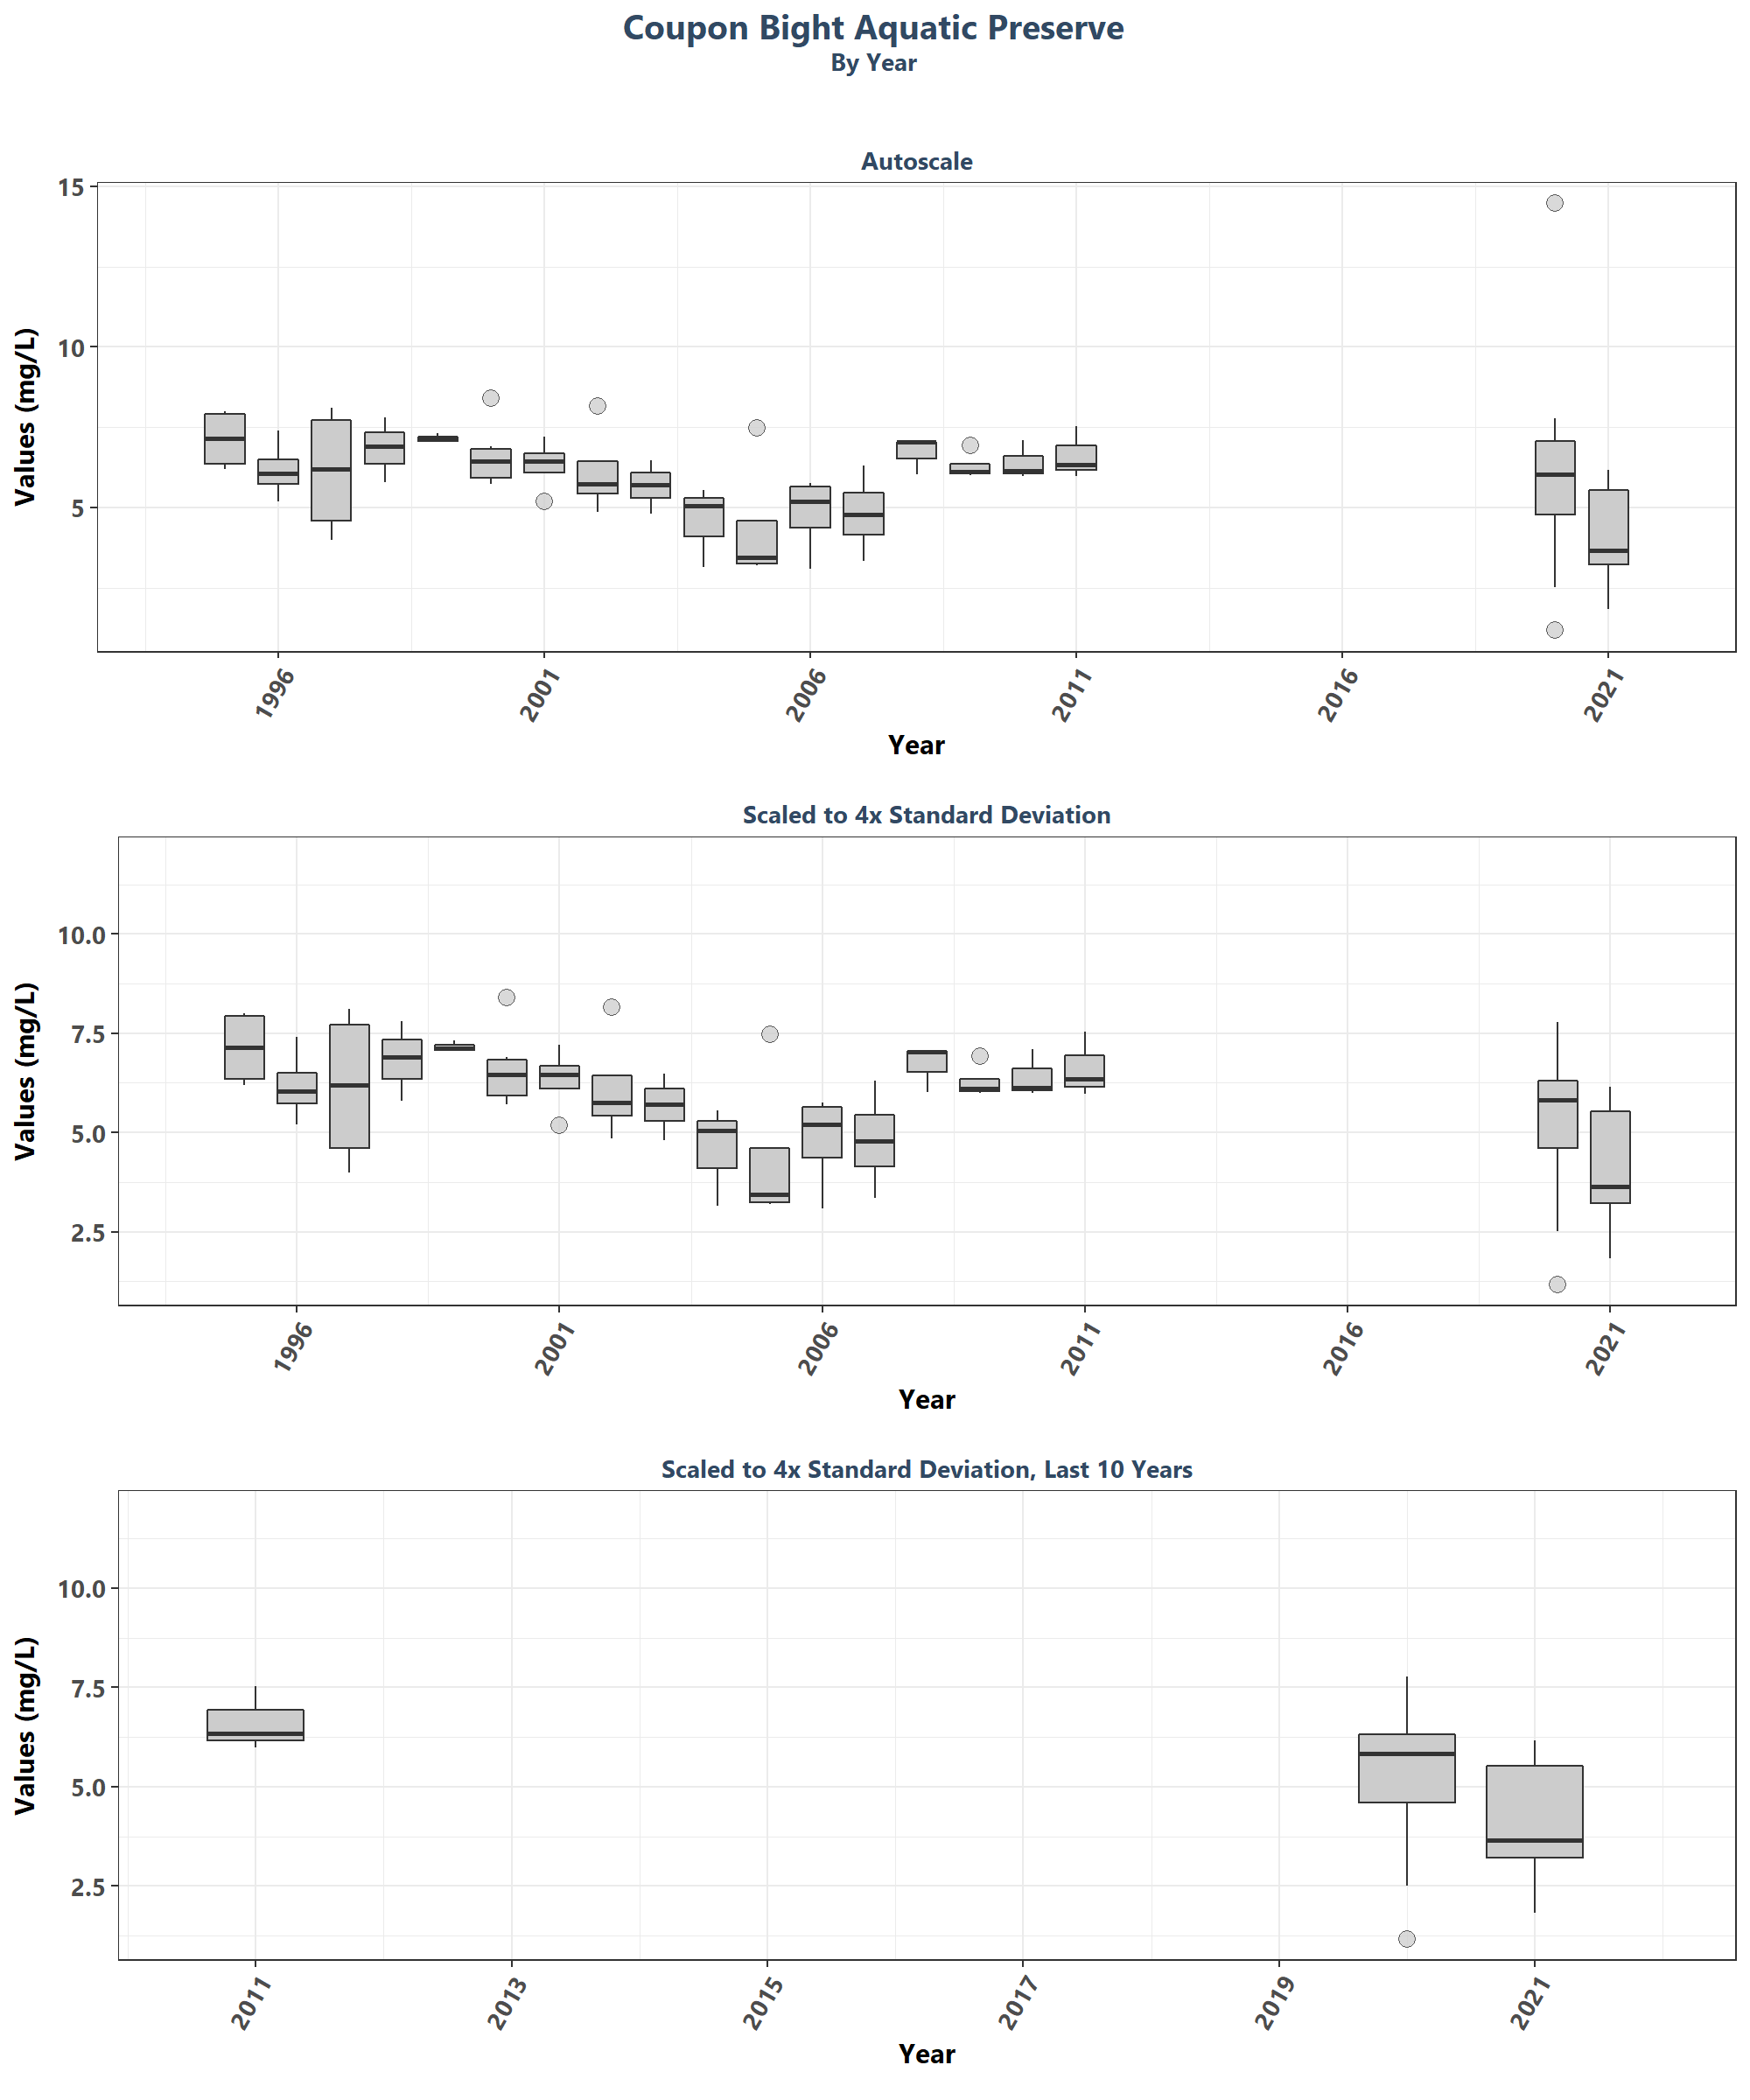 Coupon Bight Aquatic Preserve
By Year
Autoscale
Values (mg/L)
15
10
5
1996
2001
2006
2011
2016
2021
Year
Scaled to 4x Standard Deviation
Values (mg/L)
10.0
7.5
5.0
2.5
1996
2001
2006
2011
2016
2021
Year
Scaled to 4x Standard Deviation, Last 10 Years
Values (mg/L)
10.0
7.5
5.0
2.5
2011
2013
2015
2017
2019
2021
Year